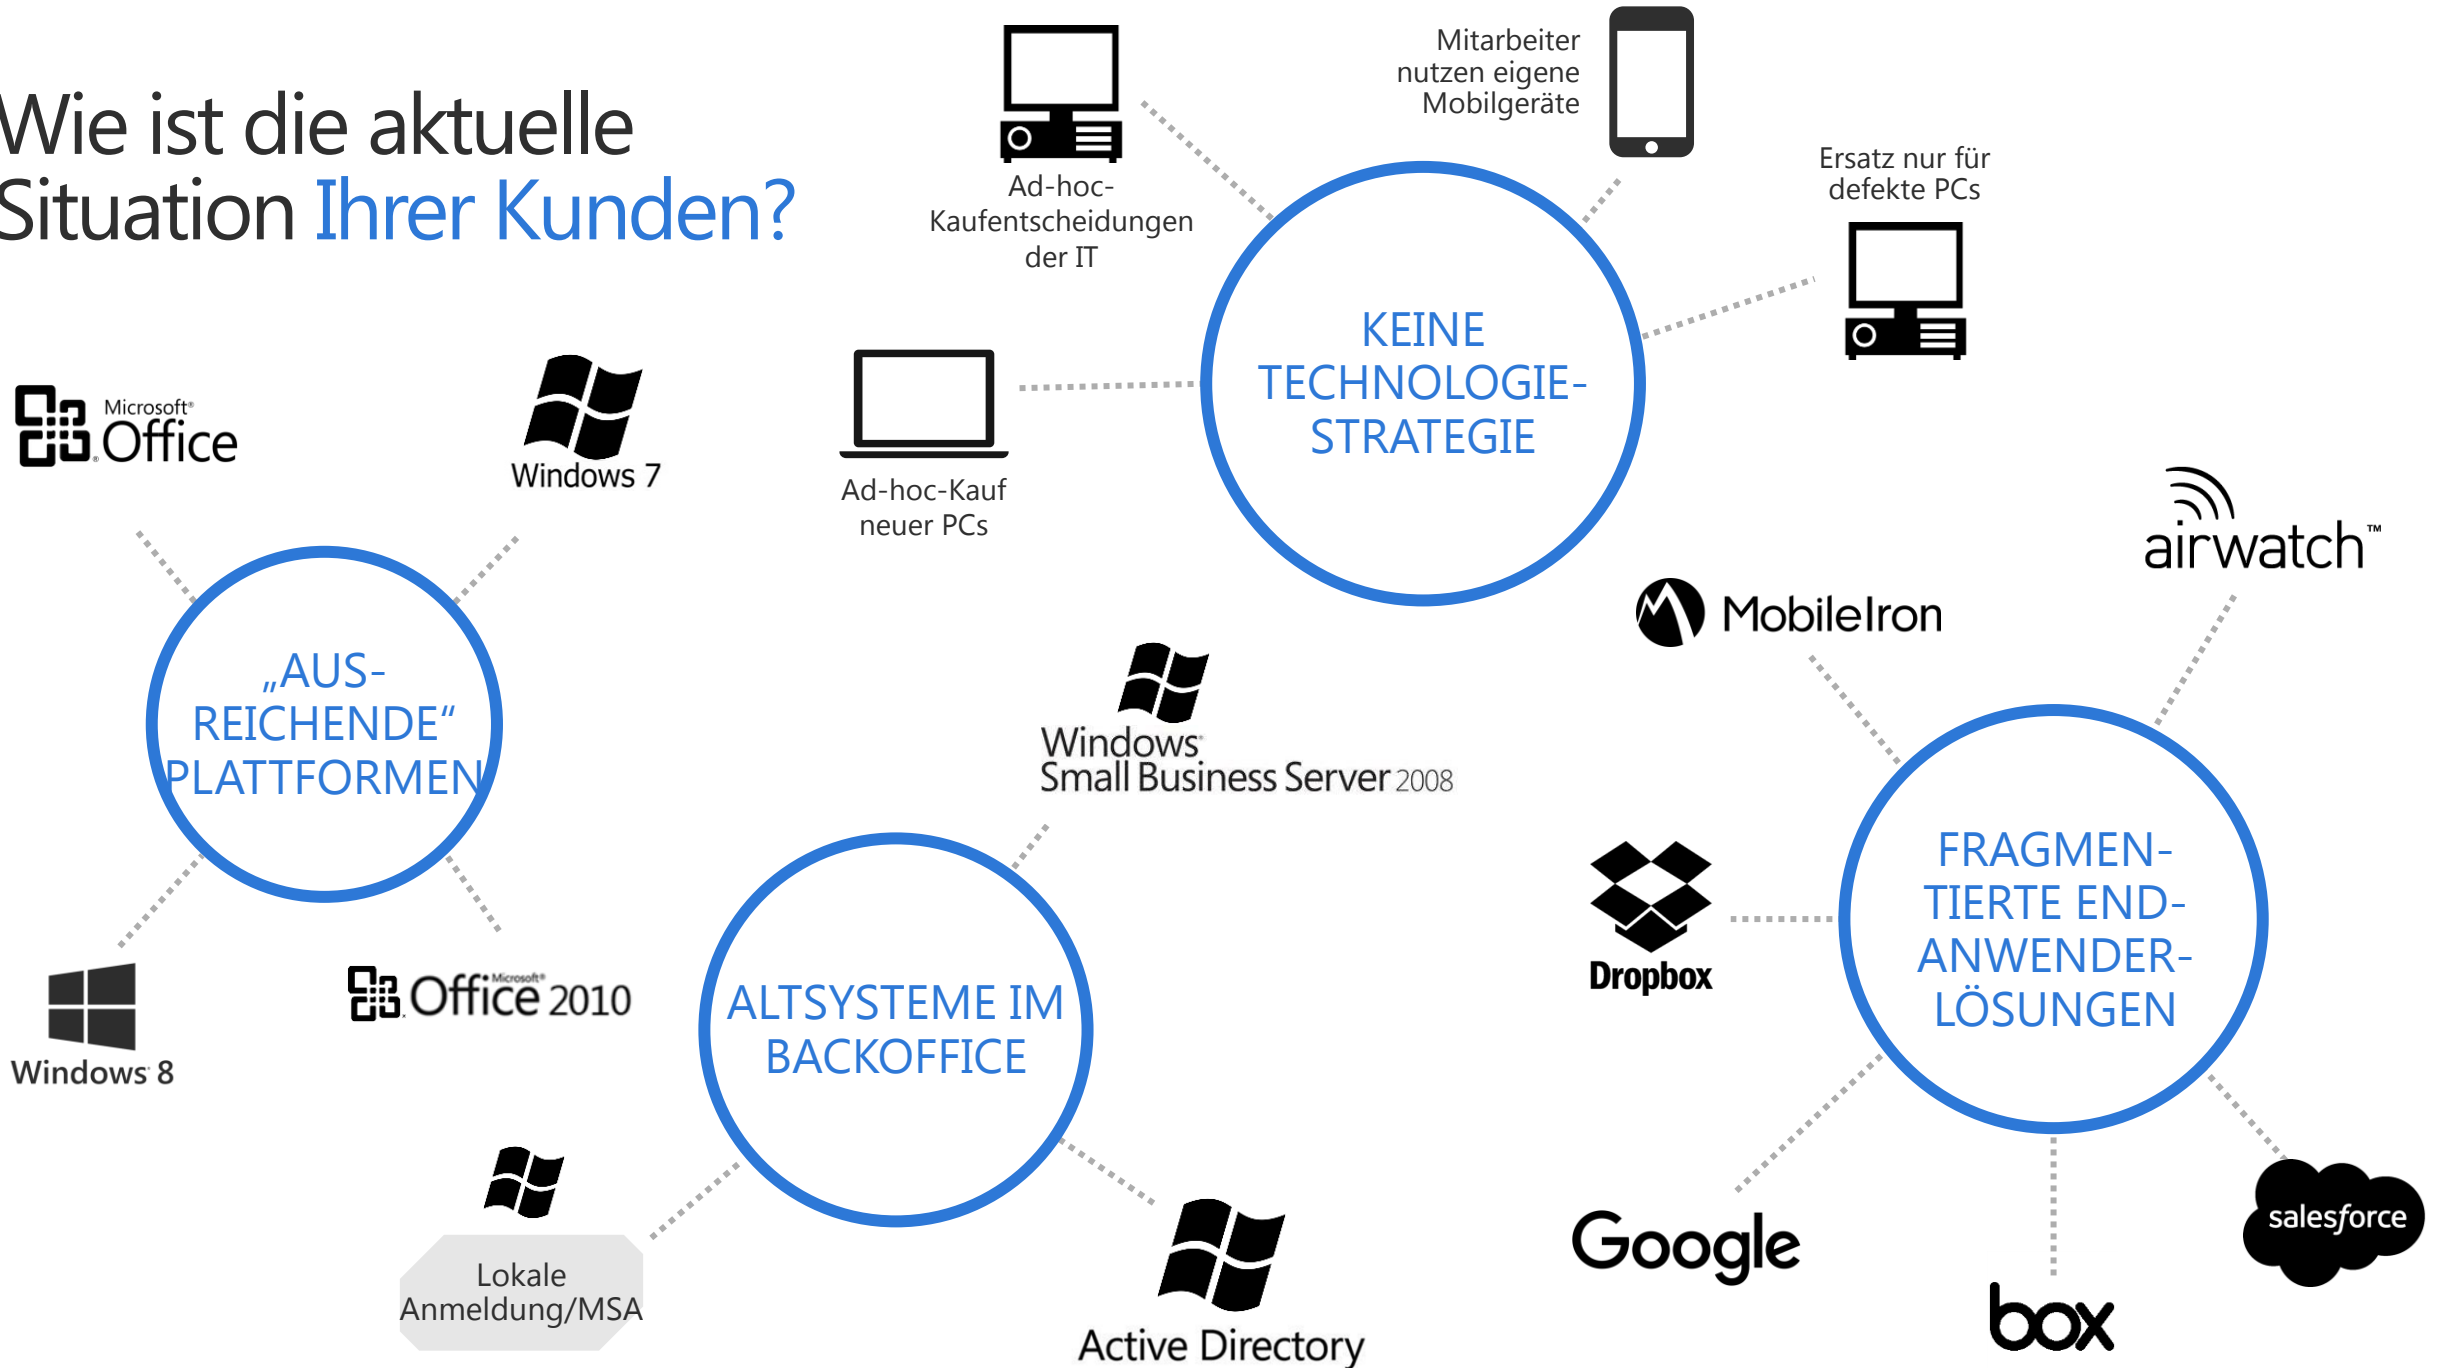 Wie ist die aktuelle
Situation Ihrer Kunden?
Ad-hoc-
Kaufentscheidungen
der IT
Mitarbeiter
nutzen eigene
Mobilgeräte
Ersatz nur für
defekte PCs
KEINE
TECHNOLOGIE-
STRATEGIE
Ad-hoc-Kauf
neuer PCs
Microsoft®
Office
Windows 7
„AUS-
REICHENDE“
PLATTFORMEN
Windows 8
Microsoft®
Office 2010
Windows
Small Business Server 2008
ALTSYSTEME IM
BACKOFFICE
Lokale
Anmeldung/MSA
Active Directory
airwatch™
MobileIron
Dropbox
FRAGMEN-
TIERTE END-
ANWENDER-
LÖSUNGEN
Google
box
salesforce